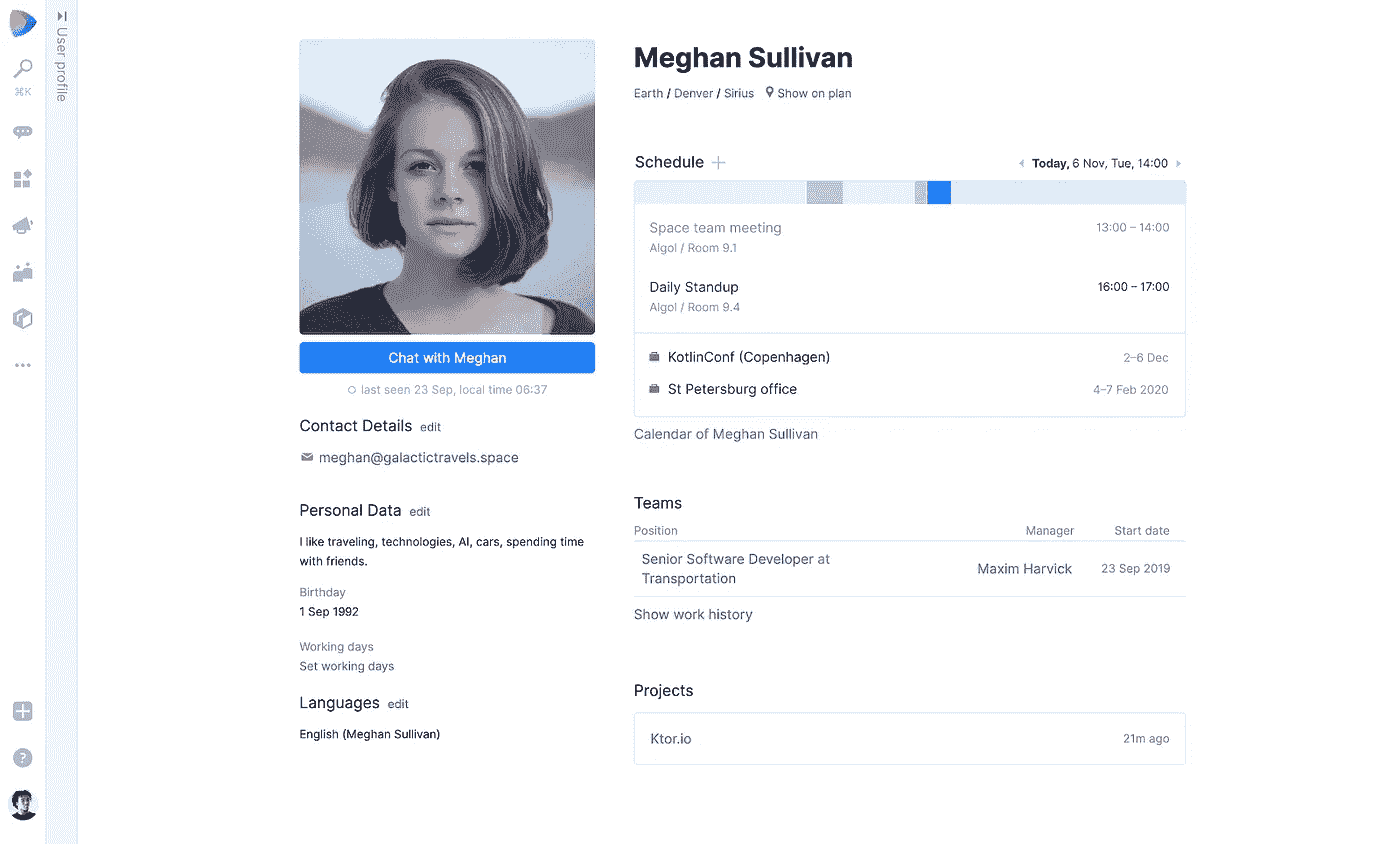 User profile
⌘K
Chat with Meghan
last seen 23 Sep, local time 06:37
Contact Details edit
meghan@galactictravels.space
Personal Data edit
I like traveling, technologies, AI, cars, spending time
with friends.
Birthday
1 Sep 1992
Working days
Set working days
Languages edit
English (Meghan Sullivan)
Meghan Sullivan
Earth / Denver / Sirius Show on plan
Schedule
Today, 6 Nov, Tue, 14:00
Space team meeting 13:00 – 14:00
Algol / Room 9.1
Daily Standup 16:00 – 17:00
Algol / Room 9.4
KotlinConf (Copenhagen) 2–6 Dec
St Petersburg office 4–7 Feb 2020
Calendar of Meghan Sullivan
Teams
Position Manager Start date
Senior Software Developer at
Transportation
Maxim Harvick 23 Sep 2019
Show work history
Projects
Ktor.io 21m ago